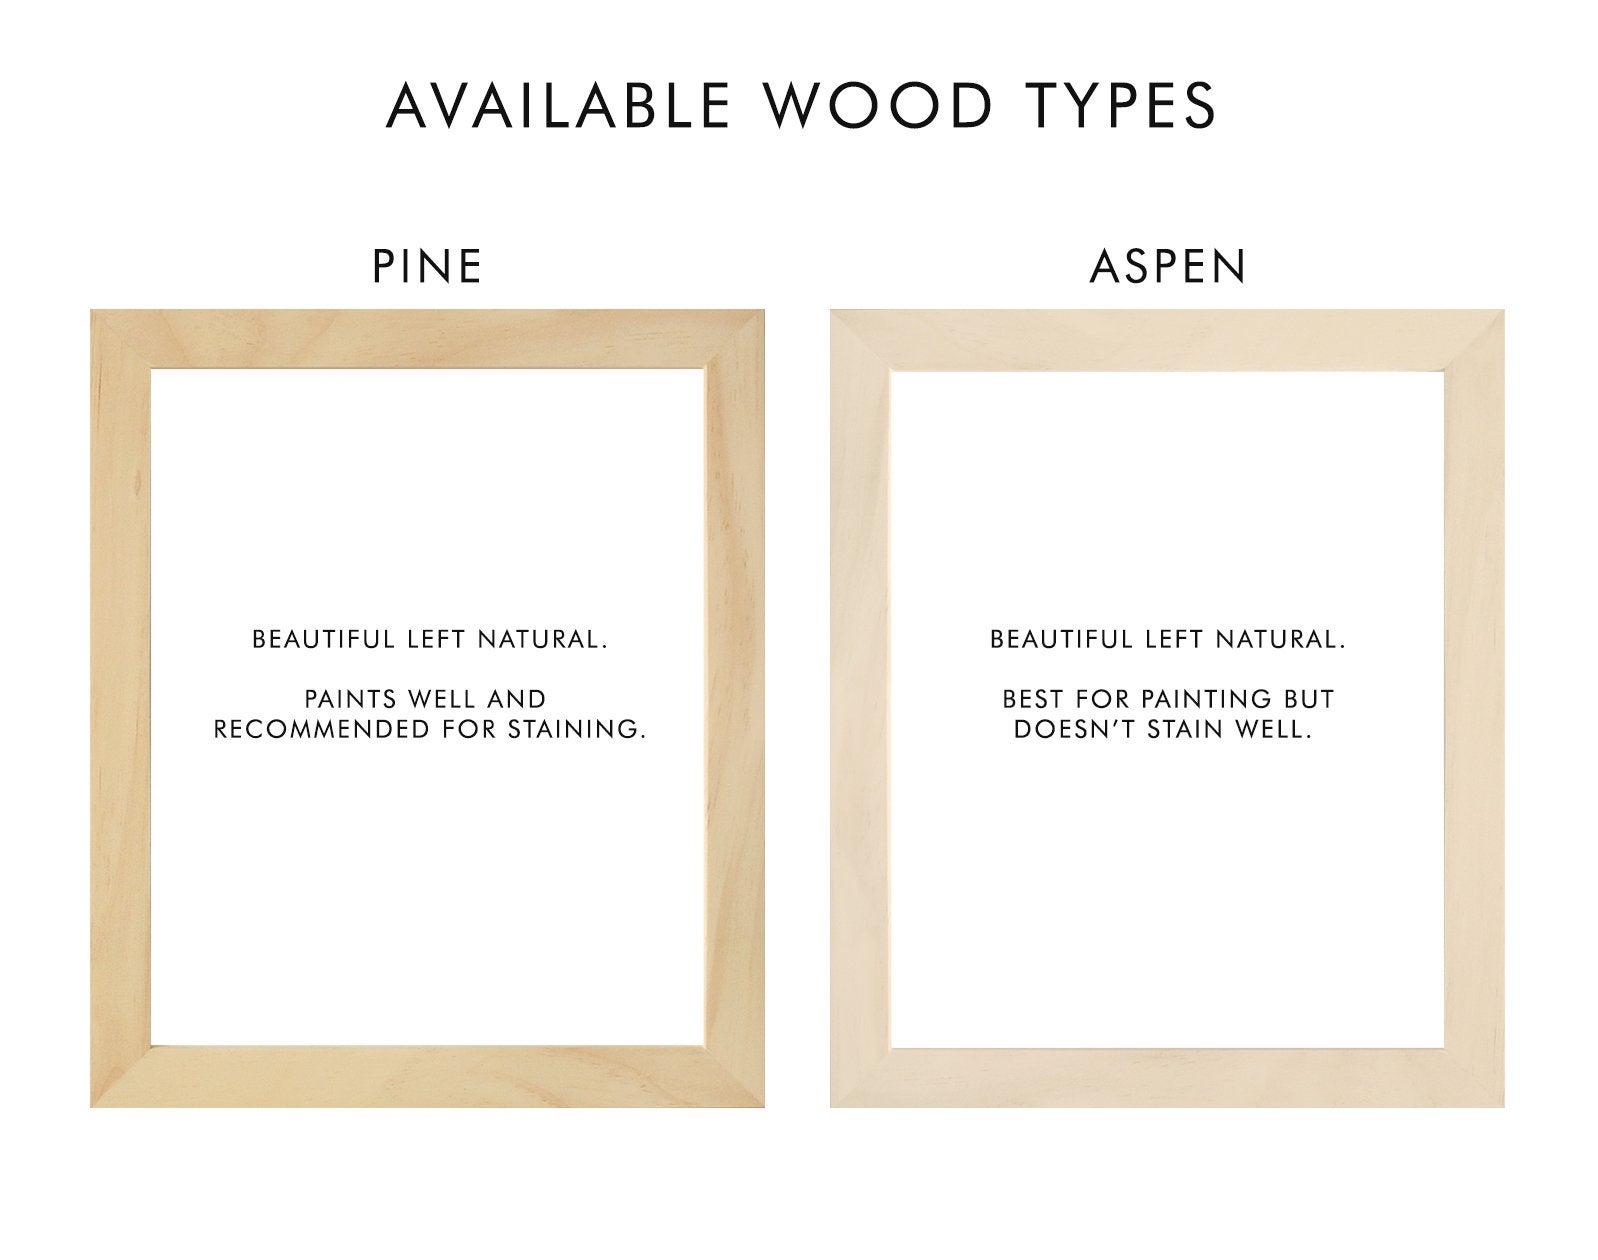 AVAILABLE WOOD TYPES
PINE
BEAUTIFUL LEFT NATURAL.
PAINTS WELL AND
RECOMMENDED FOR STAINING.
ASPEN
BEAUTIFUL LEFT NATURAL.
BEST FOR PAINTING BUT
DOESN’T STAIN WELL.